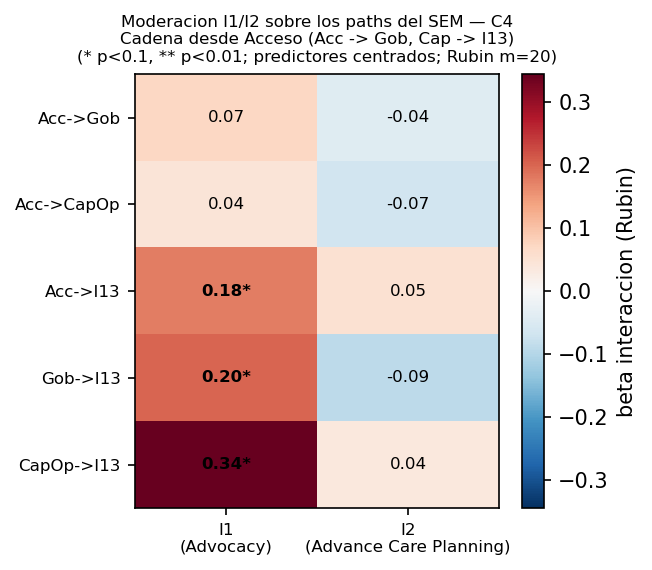 Moderacion I1/I2 sobre los paths del SEM — C4
Cadena desde Acceso (Acc -> Gob, Cap -> I13)
(* p<0.1, ** p<0.01; predictores centrados; Rubin m=20)
Acc->Gob
0.07
-0.04
Acc->CapOp
0.04
-0.07
Acc->I13
0.18*
0.05
Gob->I13
0.20*
-0.09
CapOp->I13
0.34*
0.04
I1
(Advocacy)
I2
(Advance Care Planning)
0.3
0.2
0.1
0.0
−0.1
−0.2
−0.3
beta interaccion (Rubin)